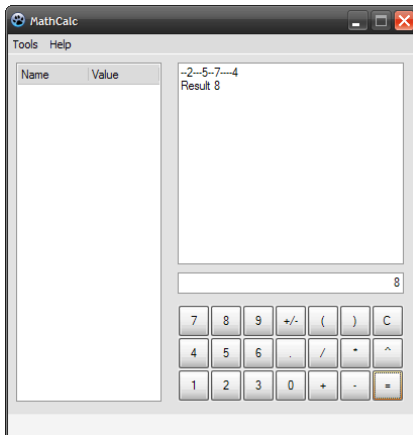 MathCalc
Tools Help
Name Value
--2---5--7----4
Result 8
8
7 8 9 +/- ( ) C
4 5 6 . / * ^
1 2 3 0 + - =